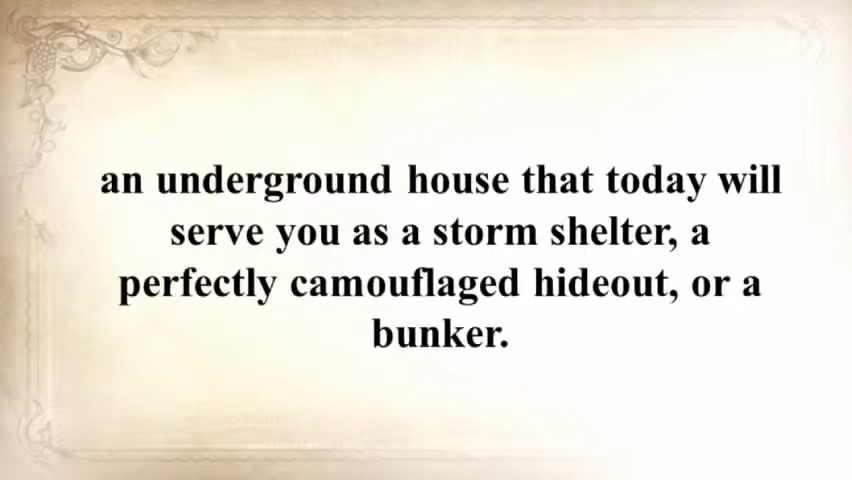 an underground house that today will
serve you as a storm shelter, a
perfectly camouflaged hideout, or a
bunker.